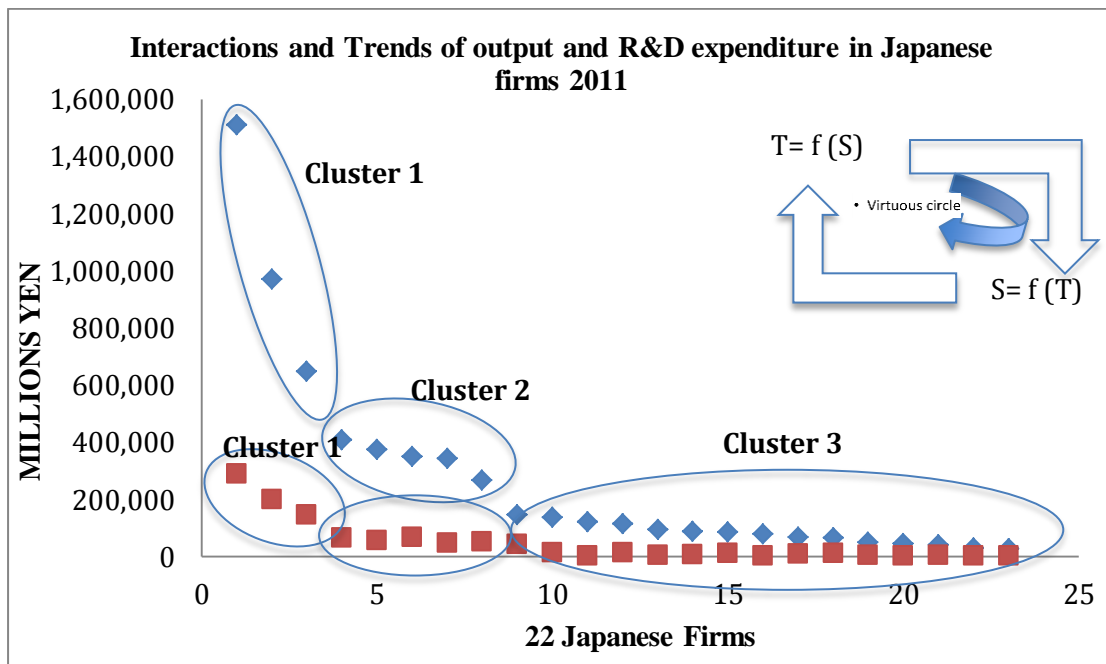 Interactions and Trends of output and R&D expenditure in Japanese
firms 2011
MILLIONS YEN
1,600,000
1,400,000
1,200,000
1,000,000
800,000
600,000
400,000
200,000
0
Cluster 1
Cluster 2
Cluster 1
Cluster 3
T= f (S)
• Virtuous circle
S= f (T)
0 5 10 15 20 25
22 Japanese Firms